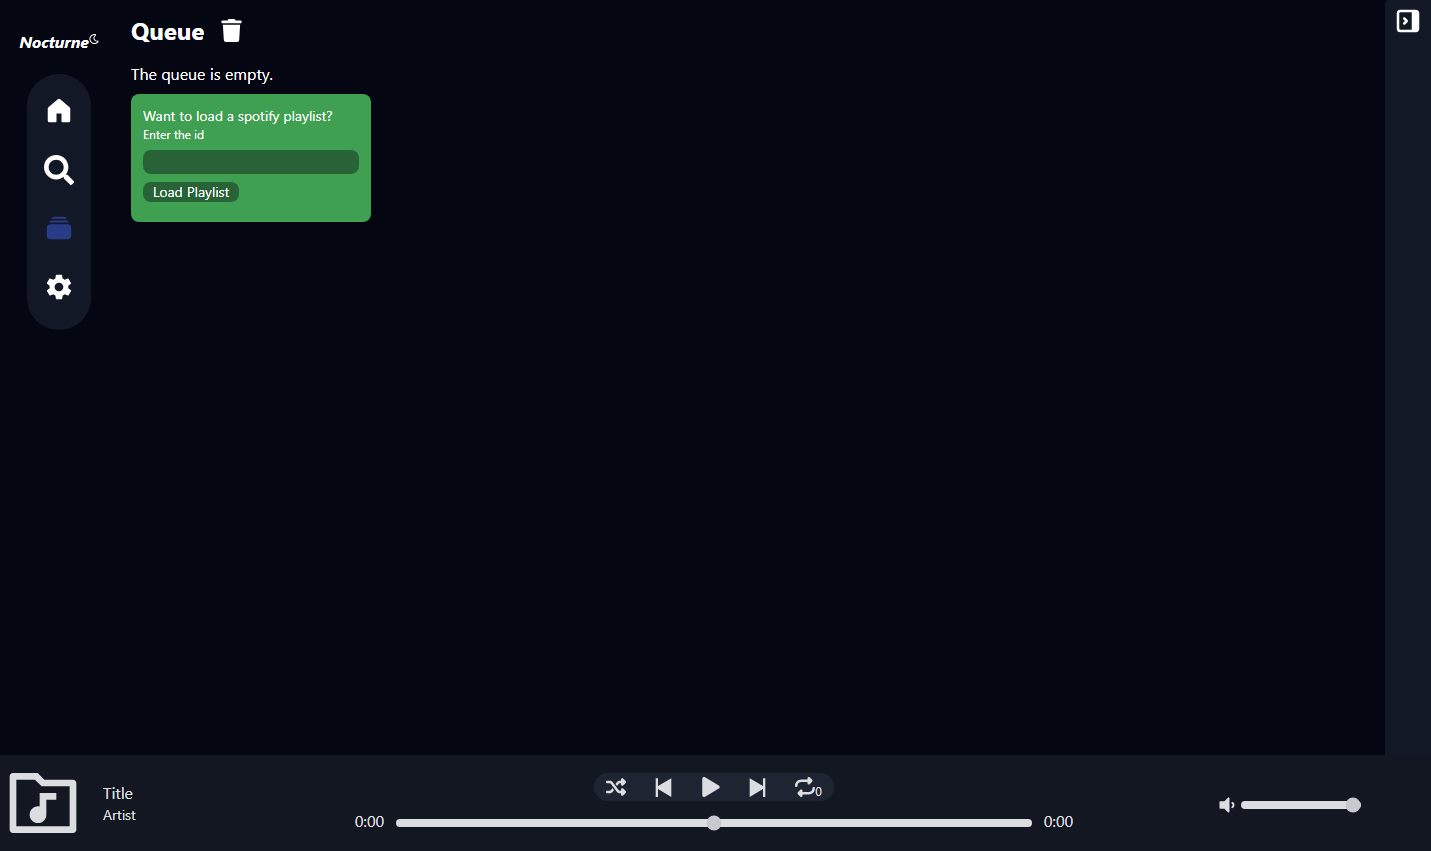 Nocturne
Queue
The queue is empty.
Want to load a spotify playlist?
Enter the id
Load Playlist
Title
Artist
0
0:00
0:00